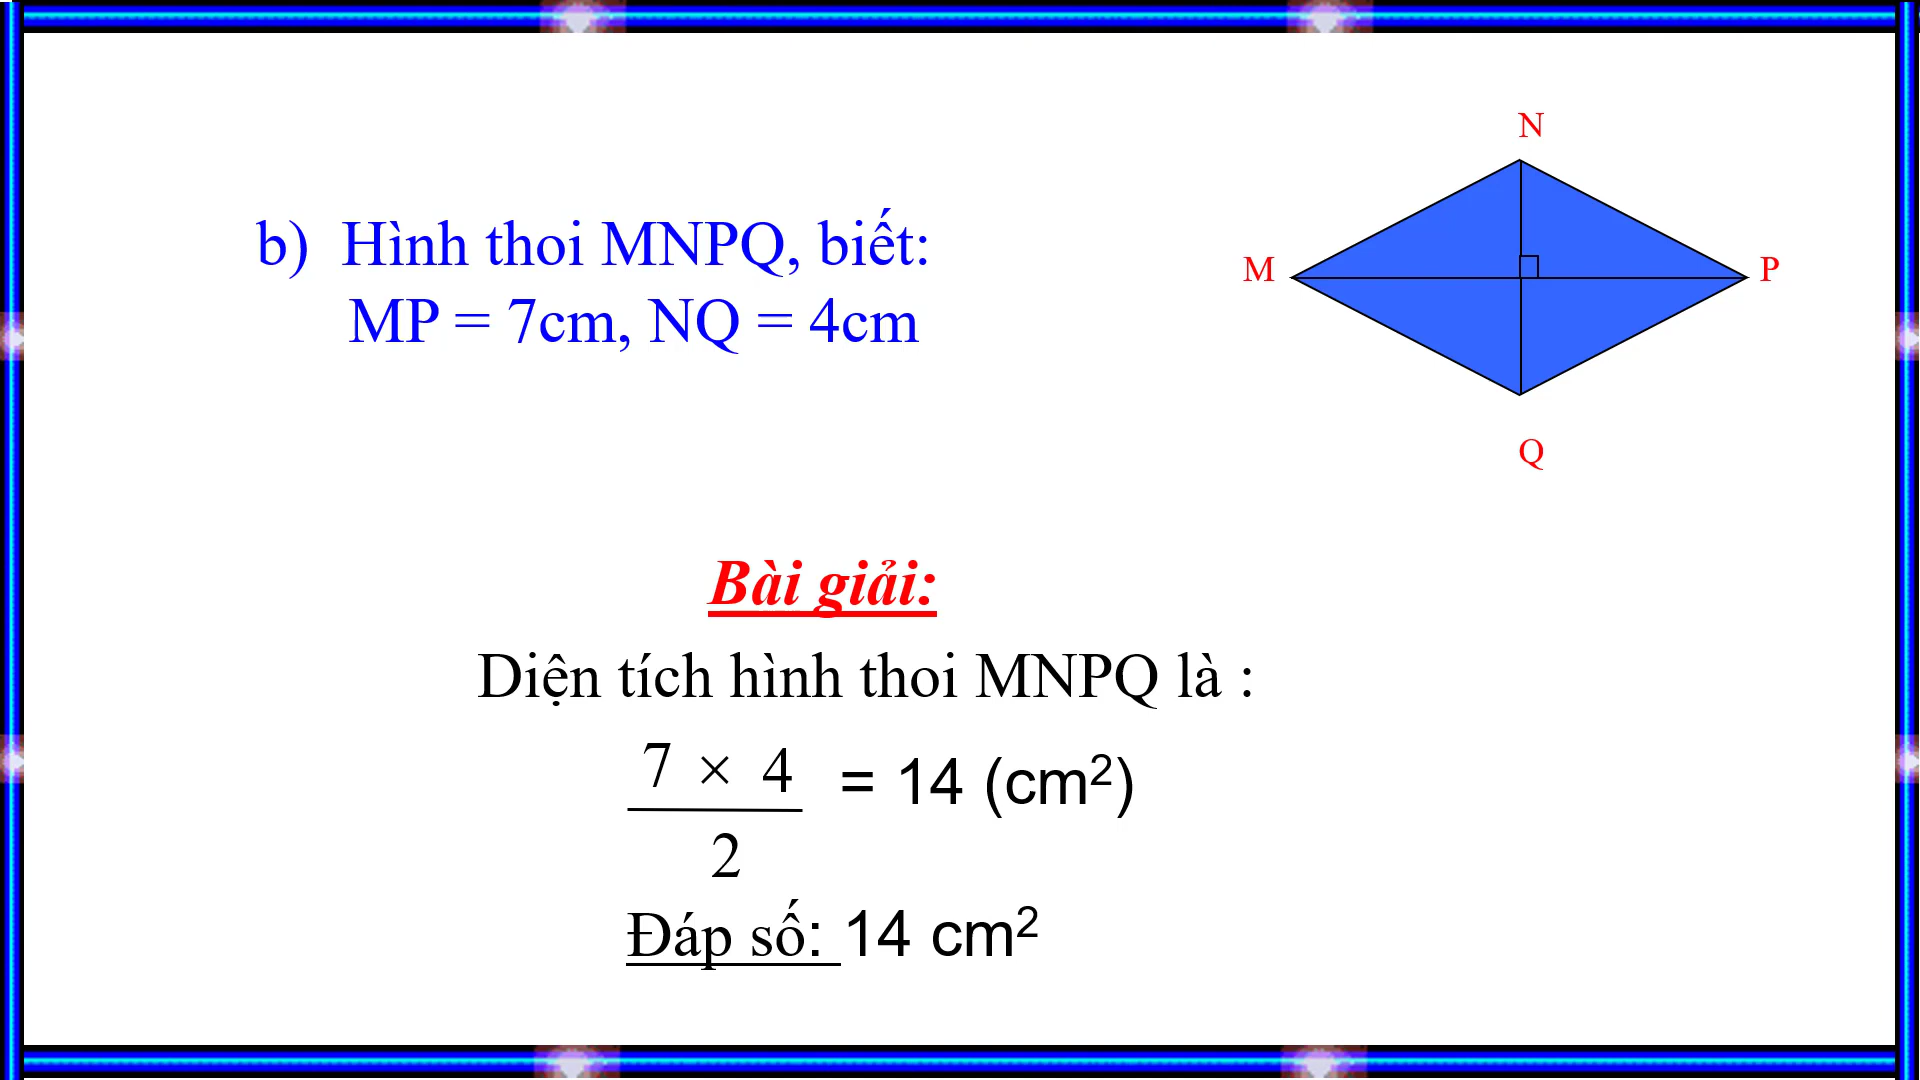 N
b) Hình thoi MNPQ, biết:
M
P
MP = 7cm, NQ = 4cm
Q
Bài giải:
Diện tích hình thoi MNPQ là :
7 × 4
= 14 (cm²)
2
Đáp số: 14 cm²